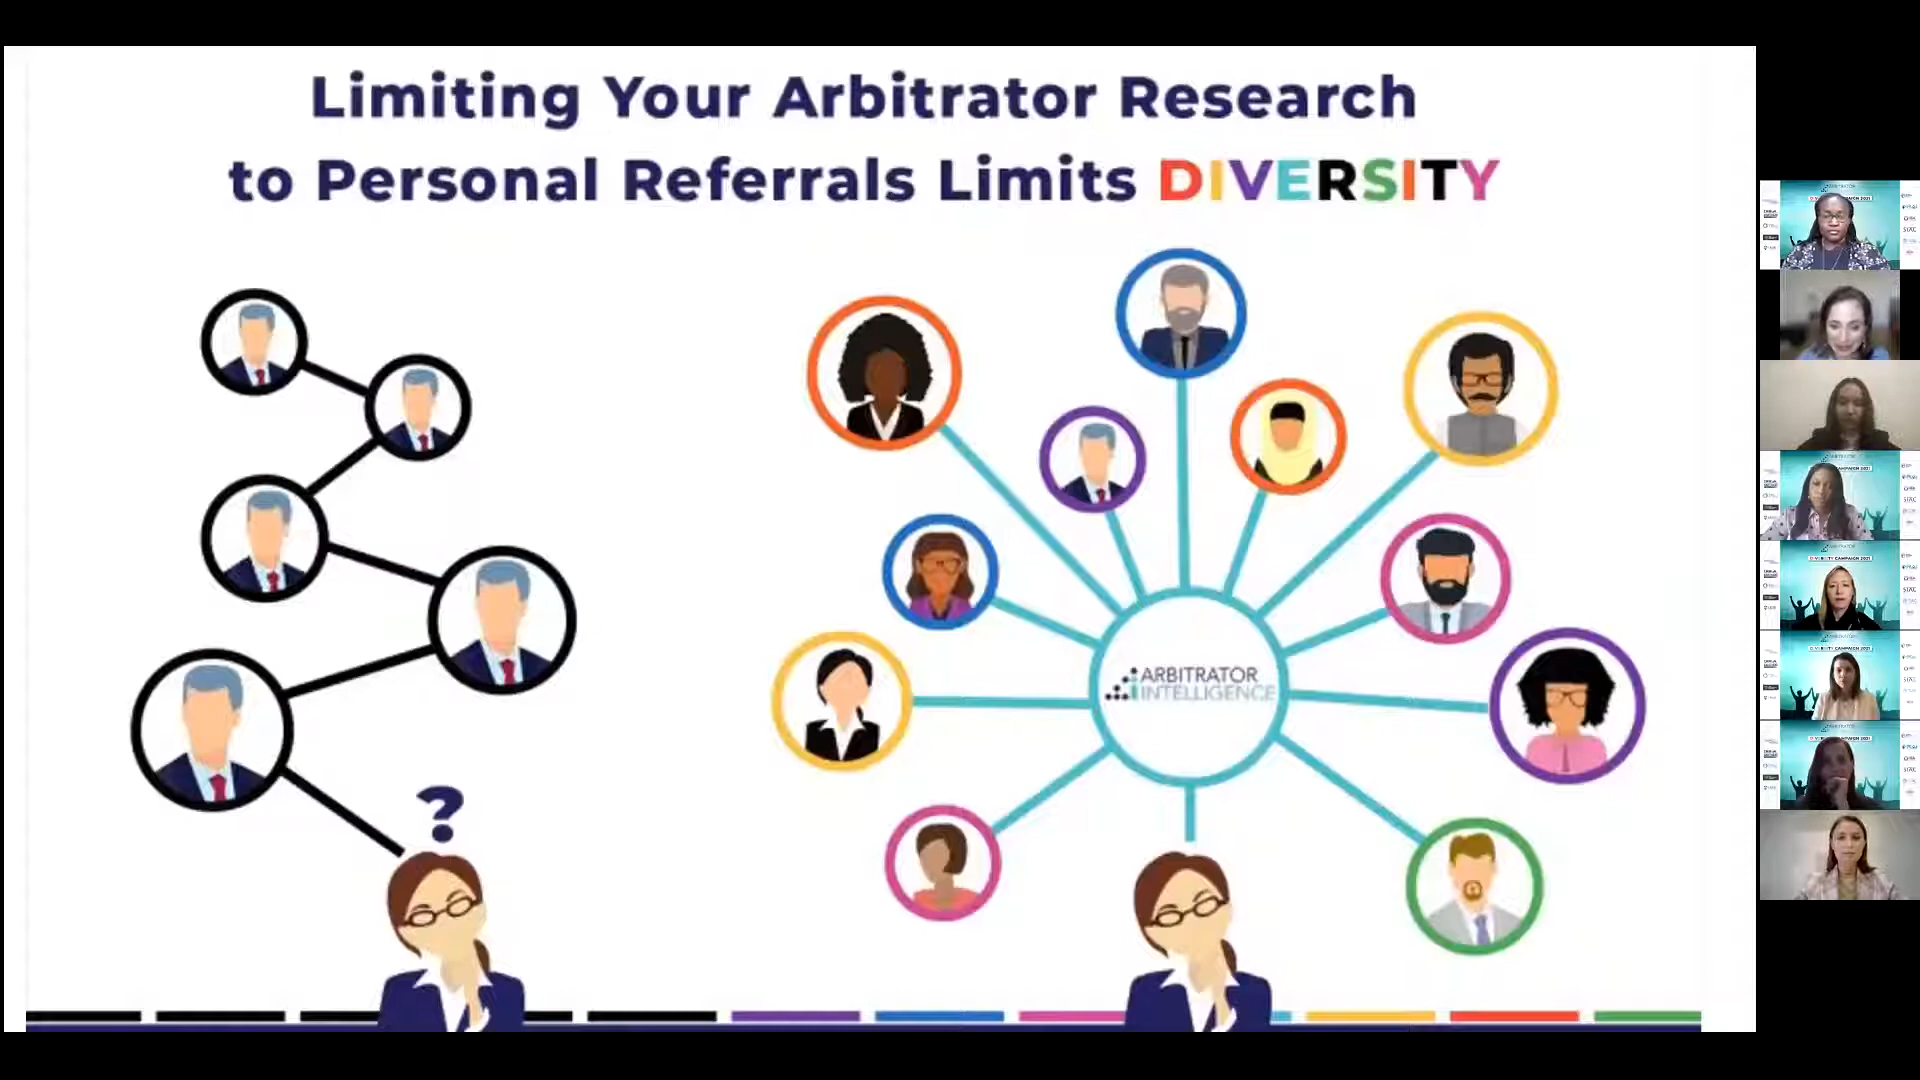 Limiting Your Arbitrator Research
to Personal Referrals Limits DIVERSITY
?
ARBITRATOR
INTELLIGENCE